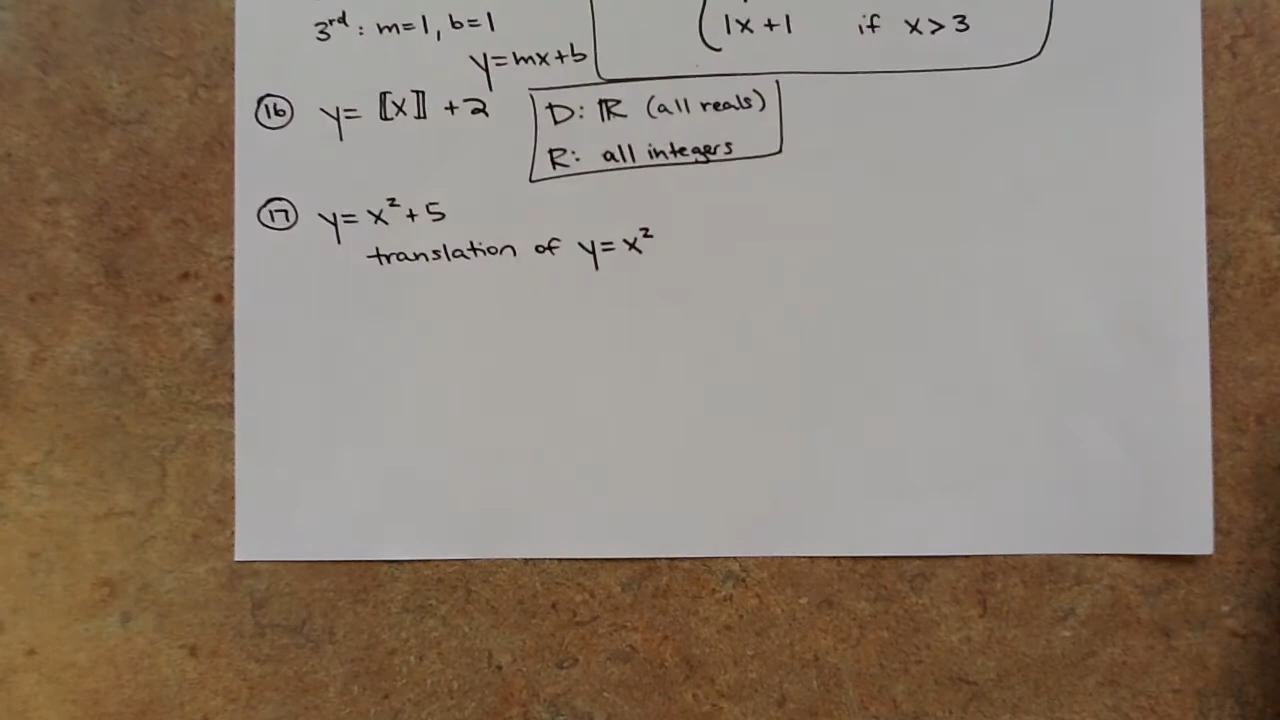 3rd: m=1, b=1
y=mx+b
1x+1 if x>3
16 y= ⟦x⟧ +2
D: ℝ (all reals)
R: all integers
17 y= x²+5
translation of y=x²